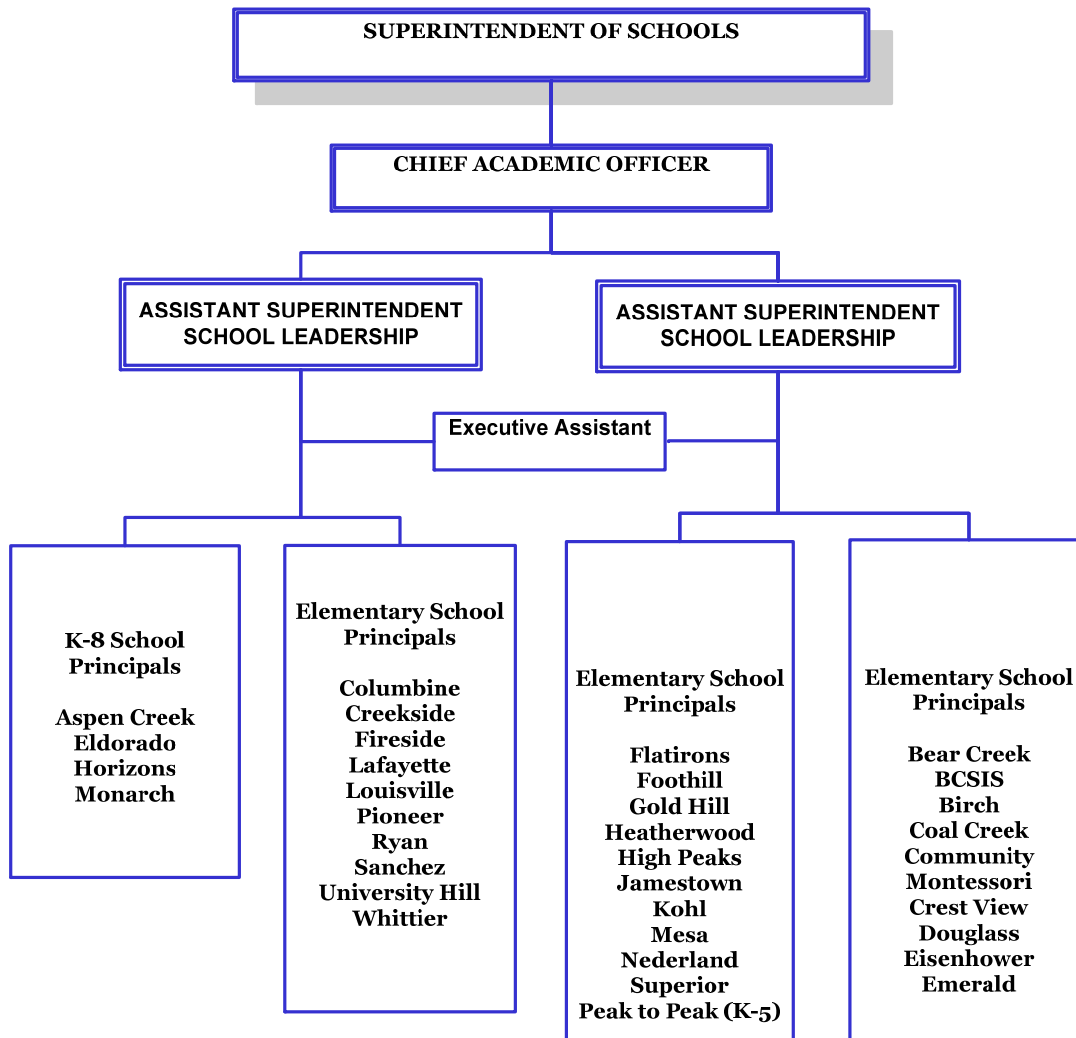 SUPERINTENDENT OF SCHOOLS
CHIEF ACADEMIC OFFICER
ASSISTANT SUPERINTENDENT
SCHOOL LEADERSHIP
ASSISTANT SUPERINTENDENT
SCHOOL LEADERSHIP
Executive Assistant
K-8 School
Principals
Aspen Creek
Eldorado
Horizons
Monarch
Elementary School
Principals
Columbine
Creekside
Fireside
Lafayette
Louisville
Pioneer
Ryan
Sanchez
University Hill
Whittier
Elementary School
Principals
Flatirons
Foothill
Gold Hill
Heatherwood
High Peaks
Jamestown
Kohl
Mesa
Nederland
Superior
Peak to Peak (K-5)
Elementary School
Principals
Bear Creek
BCSIS
Birch
Coal Creek
Community
Montessori
Crest View
Douglass
Eisenhower
Emerald